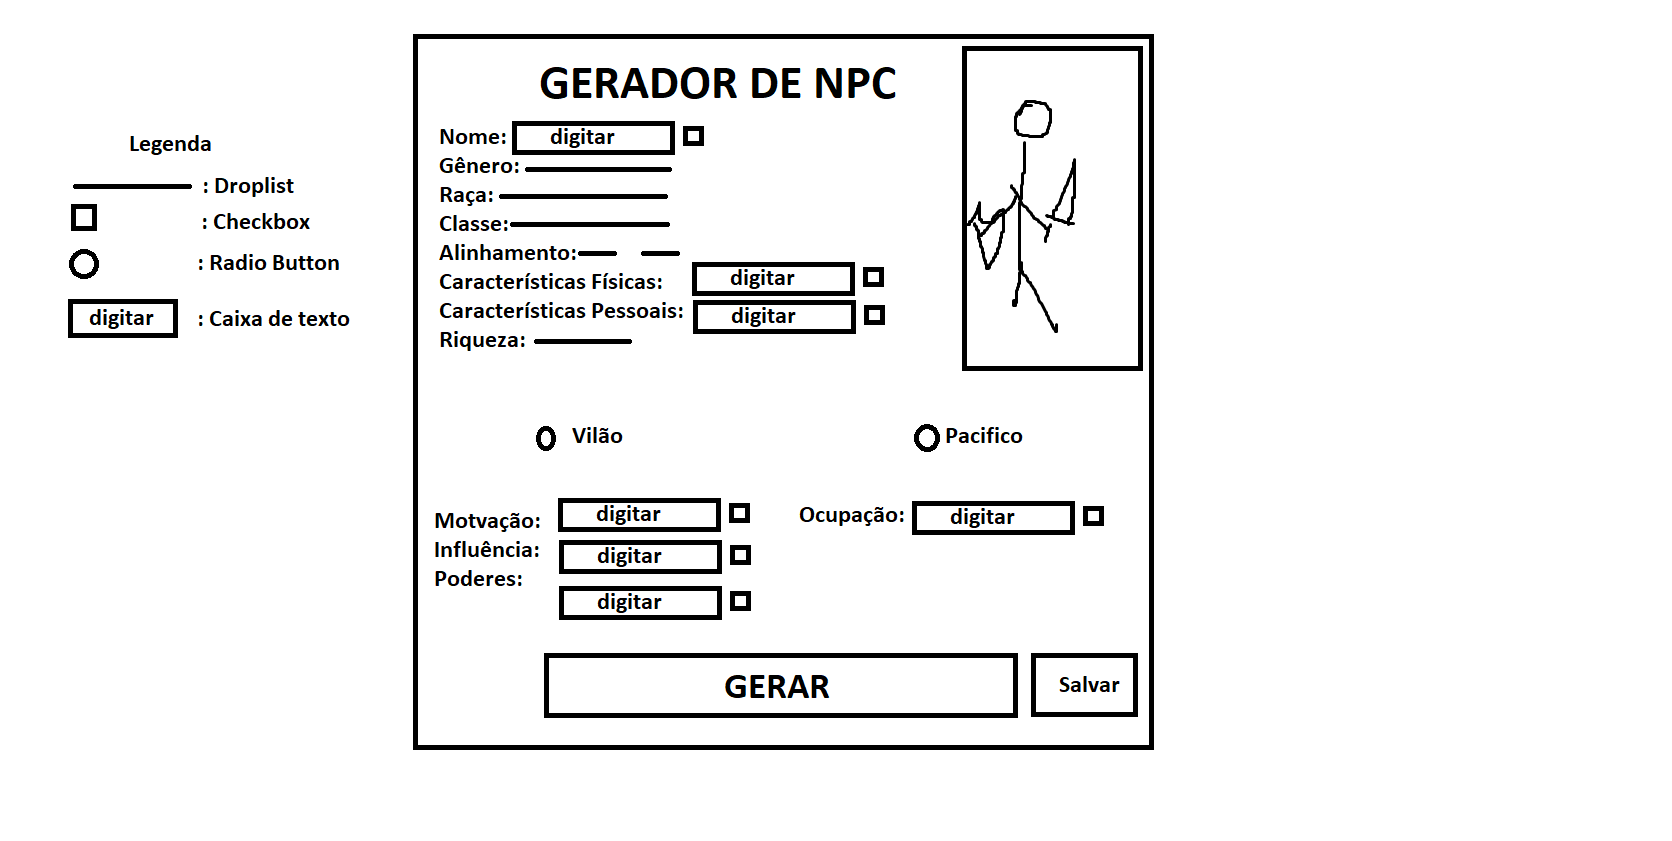 Legenda
: Droplist
: Checkbox
: Radio Button
digitar : Caixa de texto
GERADOR DE NPC
Nome: digitar
Gênero:
Raça:
Classe:
Alinhamento:
Características Físicas: digitar
Características Pessoais: digitar
Riqueza:
Vilão
Pacifico
Motvação: digitar
Influência: digitar
Poderes: digitar
Ocupação: digitar
GERAR
Salvar